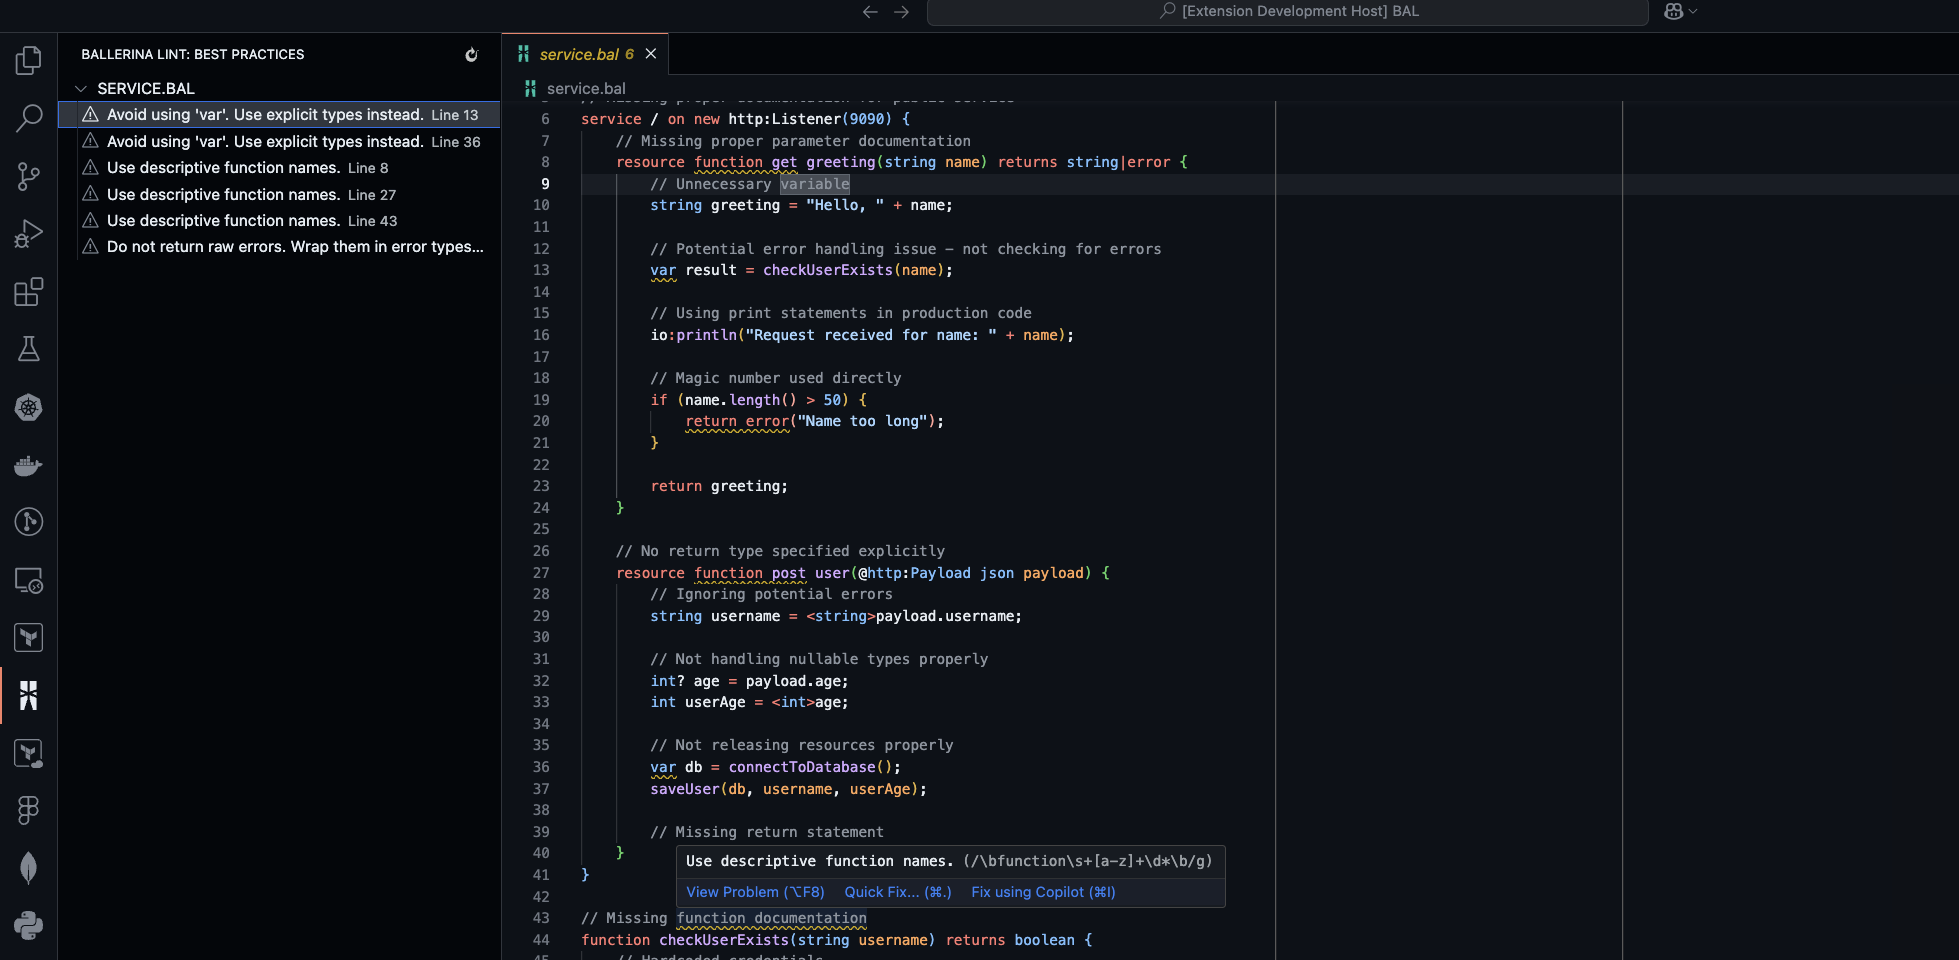 [Extension Development Host] BAL
BALLERINA LINT: BEST PRACTICES
SERVICE.BAL
Avoid using 'var'. Use explicit types instead. Line 13
Avoid using 'var'. Use explicit types instead. Line 36
Use descriptive function names. Line 8
Use descriptive function names. Line 27
Use descriptive function names. Line 43
Do not return raw errors. Wrap them in error types...
service.bal 6
service.bal
6 service / on new http:Listener(9090) {
7 // Missing proper parameter documentation
8 resource function get greeting(string name) returns string|error {
9 // Unnecessary variable
10 string greeting = "Hello, " + name;
11
12 // Potential error handling issue – not checking for errors
13 var result = checkUserExists(name);
14
15 // Using print statements in production code
16 io:println("Request received for name: " + name);
17
18 // Magic number used directly
19 if (name.length() > 50) {
20 return error("Name too long");
21 }
22
23 return greeting;
24 }
25
26 // No return type specified explicitly
27 resource function post user(@http:Payload json payload) {
28 // Ignoring potential errors
29 string username = <string>payload.username;
30
31 // Not handling nullable types properly
32 int? age = payload.age;
33 int userAge = <int>age;
34
35 // Not releasing resources properly
36 var db = connectToDatabase();
37 saveUser(db, username, userAge);
38
39 // Missing return statement
40 }
41 }
Use descriptive function names. (/\bfunction\s+[a-z]+\d*\b/g)
View Problem (⌥F8) Quick Fix... (⌘.) Fix using Copilot (⌘I)
42
43 // Missing function documentation
44 function checkUserExists(string username) returns boolean {